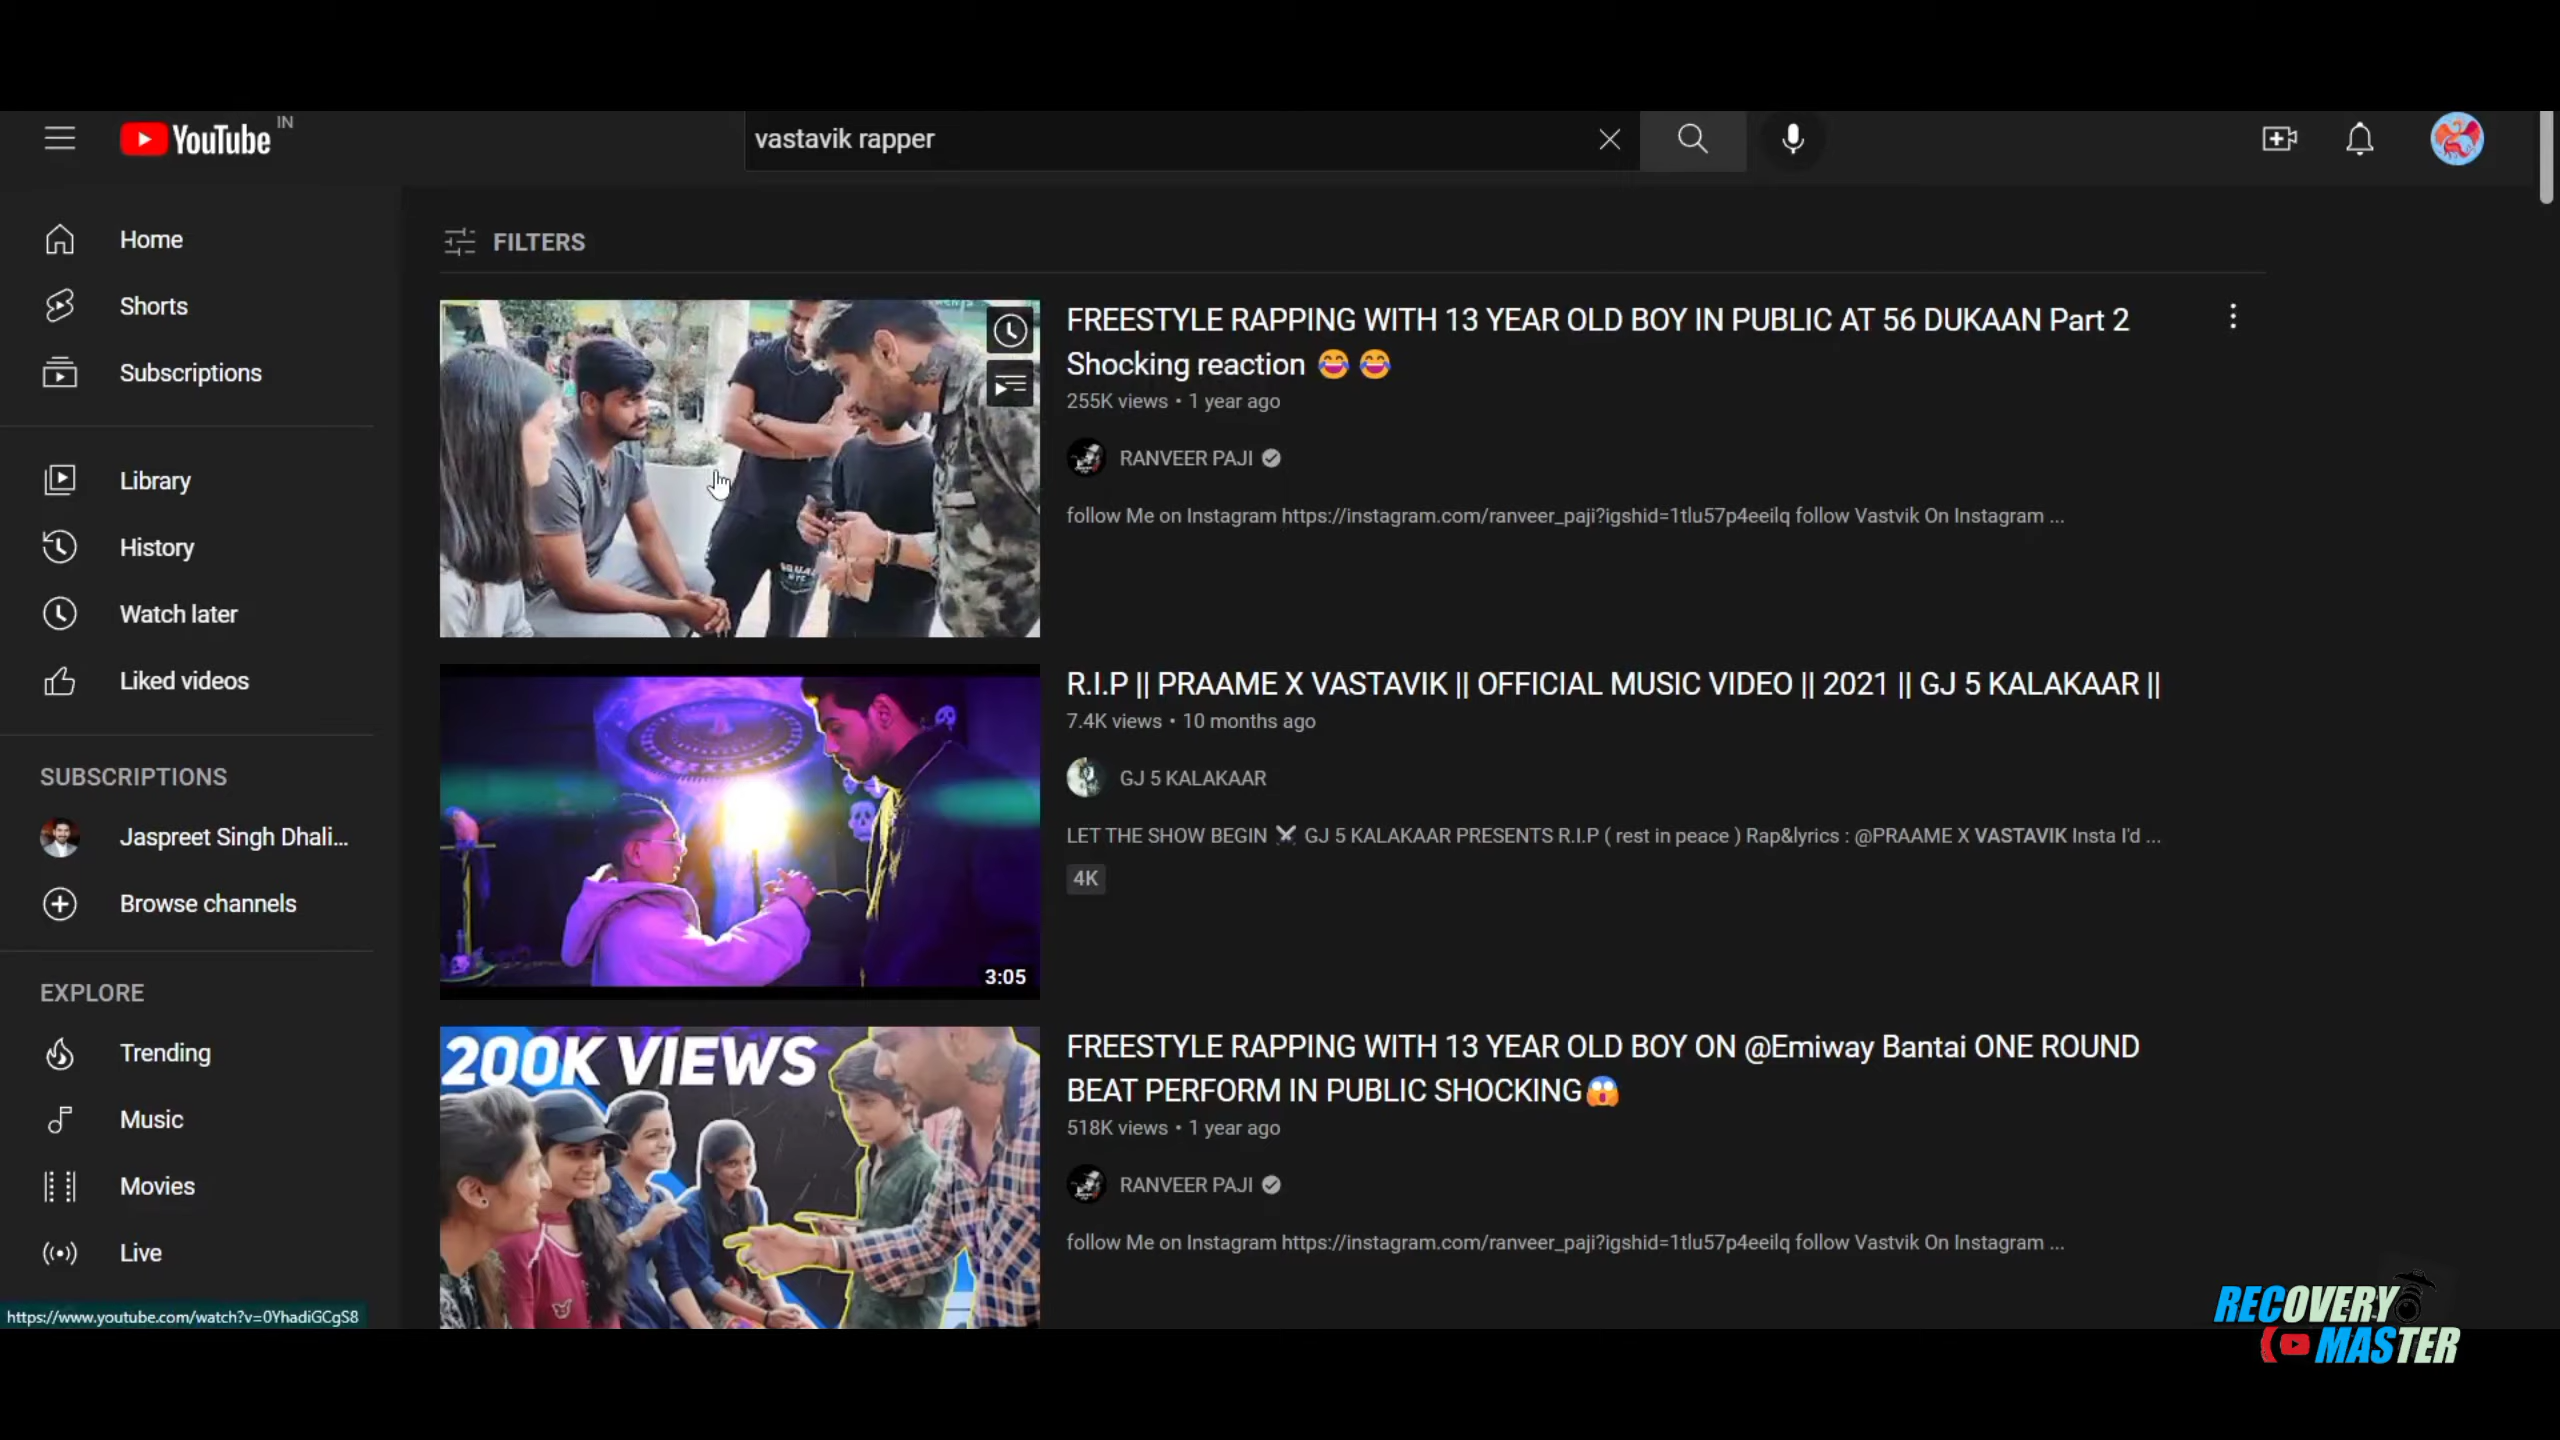 YouTube IN
vastavik rapper
Home
Shorts
Subscriptions
Library
History
Watch later
Liked videos
SUBSCRIPTIONS
Jaspreet Singh Dhali...
Browse channels
EXPLORE
Trending
Music
Movies
Live
https://www.youtube.com/watch?v=0YhadiGCgS8
FILTERS
FREESTYLE RAPPING WITH 13 YEAR OLD BOY IN PUBLIC AT 56 DUKAAN Part 2
Shocking reaction 😂 😂
255K views • 1 year ago
RANVEER PAJI
follow Me on Instagram https://instagram.com/ranveer_paji?igshid=1tlu57p4eeilq follow Vastvik On Instagram ...
3:05
R.I.P || PRAAME X VASTAVIK || OFFICIAL MUSIC VIDEO || 2021 || GJ 5 KALAKAAR ||
7.4K views • 10 months ago
GJ 5 KALAKAAR
LET THE SHOW BEGIN ⚔ GJ 5 KALAKAAR PRESENTS R.I.P ( rest in peace ) Rap&lyrics : @PRAAME X VASTAVIK Insta I'd ...
4K
200K VIEWS
FREESTYLE RAPPING WITH 13 YEAR OLD BOY ON @Emiway Bantai ONE ROUND
BEAT PERFORM IN PUBLIC SHOCKING😱
518K views • 1 year ago
RANVEER PAJI
follow Me on Instagram https://instagram.com/ranveer_paji?igshid=1tlu57p4eeilq follow Vastvik On Instagram ...
RECOVERY
MASTER